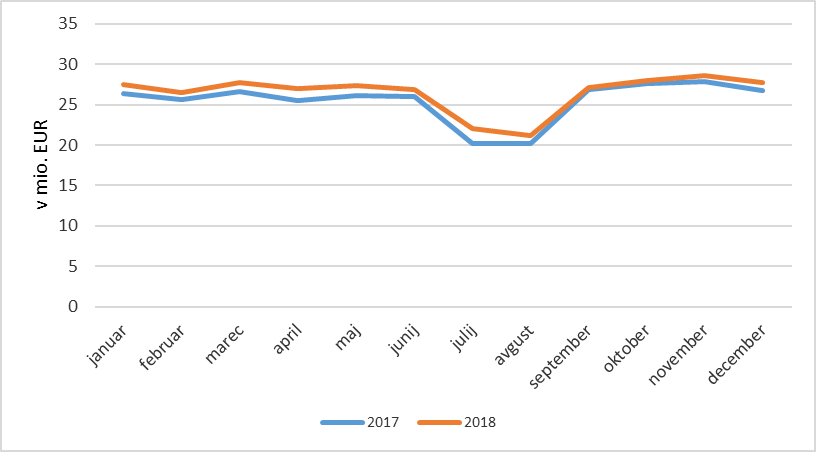 35
30
25
20
15
10
5
0
v mio. EUR
januar
februar
marec
april
maj
junij
julij
avgust
september
oktober
november
december
2017
2018